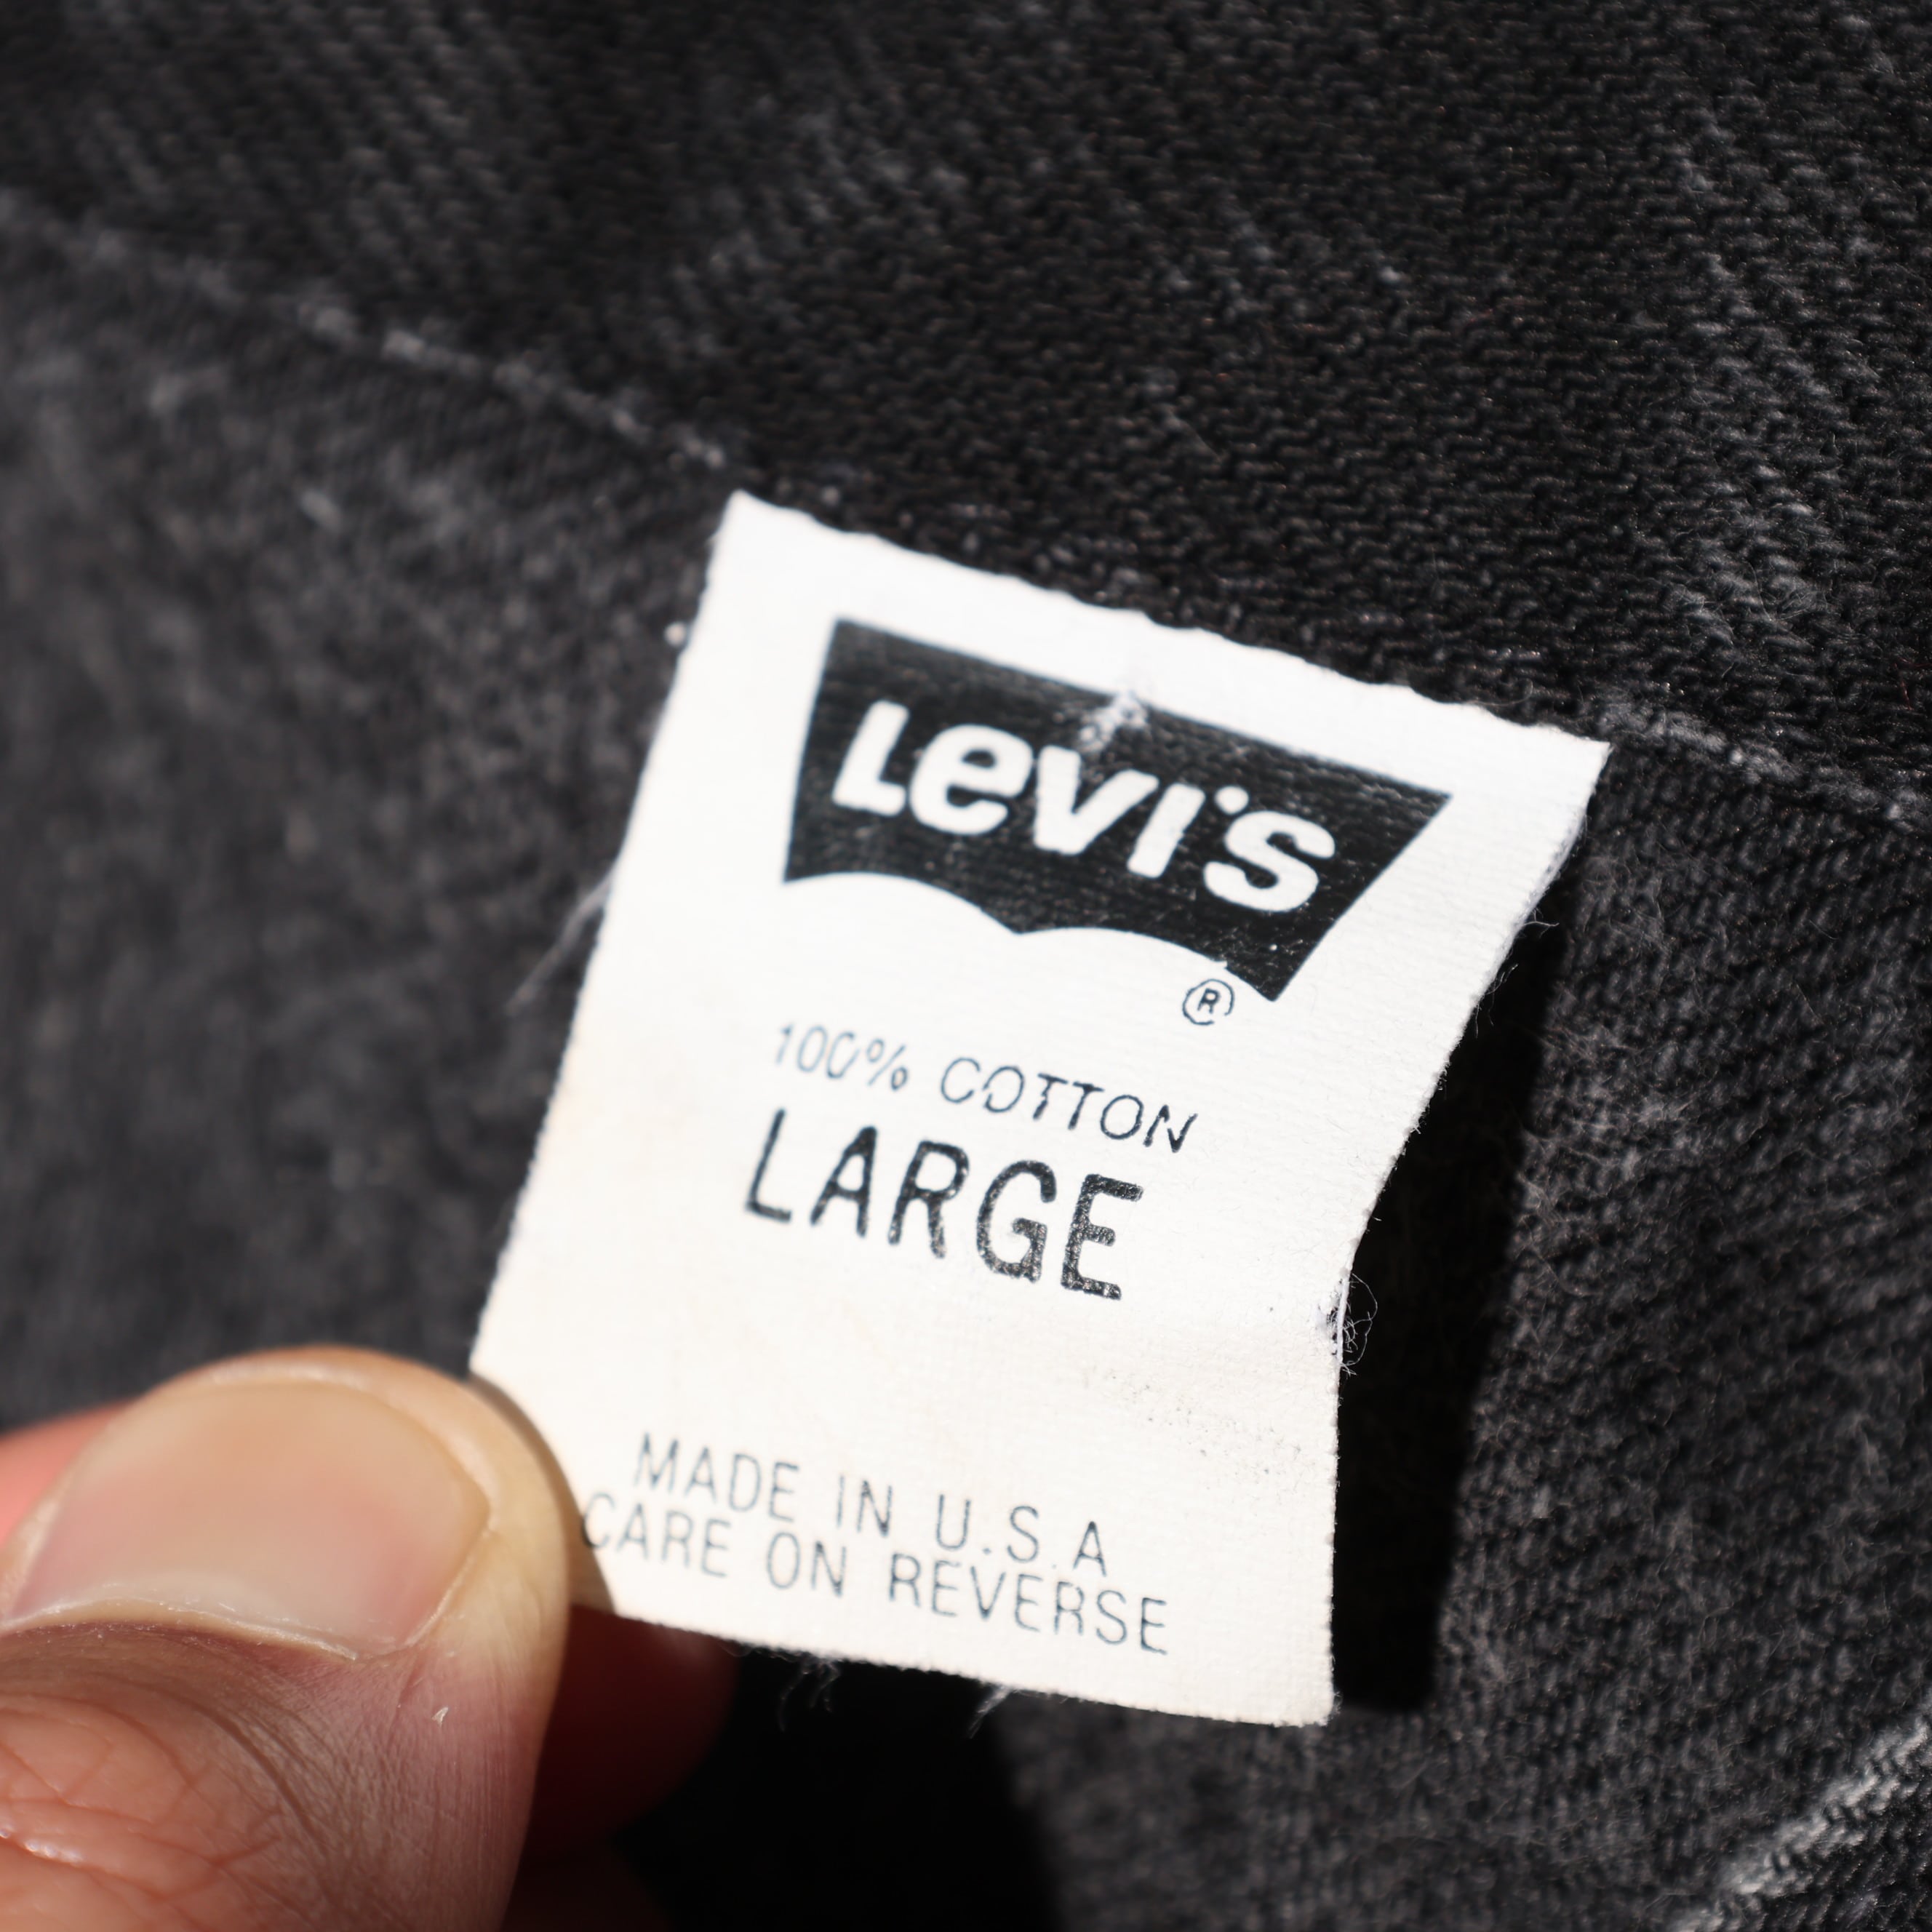 Levi's
®
100% COTTON
LARGE
MADE IN U.S.A
CARE ON REVERSE